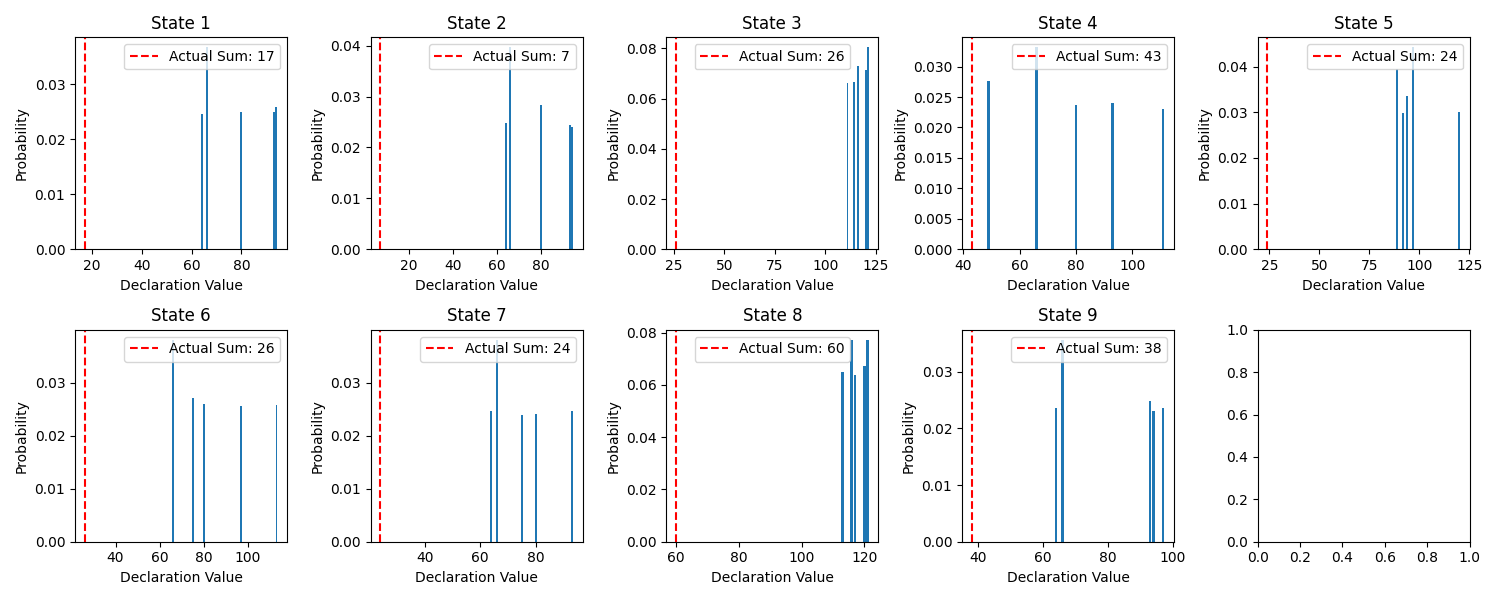 State 1
Actual Sum: 17
0.03
0.02
0.01
0.00
Probability
20 40 60 80
Declaration Value
State 2
Actual Sum: 7
0.04
0.03
0.02
0.01
0.00
Probability
20 40 60 80
Declaration Value
State 3
Actual Sum: 26
0.08
0.06
0.04
0.02
0.00
Probability
25 50 75 100 125
Declaration Value
State 4
Actual Sum: 43
0.030
0.025
0.020
0.015
0.010
0.005
0.000
Probability
40 60 80 100
Declaration Value
State 5
Actual Sum: 24
0.04
0.03
0.02
0.01
0.00
Probability
25 50 75 100 125
Declaration Value
State 6
Actual Sum: 26
0.03
0.02
0.01
0.00
Probability
40 60 80 100
Declaration Value
State 7
Actual Sum: 24
0.03
0.02
0.01
0.00
Probability
40 60 80
Declaration Value
State 8
Actual Sum: 60
0.08
0.06
0.04
0.02
0.00
Probability
60 80 100 120
Declaration Value
State 9
Actual Sum: 38
0.03
0.02
0.01
0.00
Probability
40 60 80 100
Declaration Value
1.0
0.8
0.6
0.4
0.2
0.0
0.0 0.2 0.4 0.6 0.8 1.0